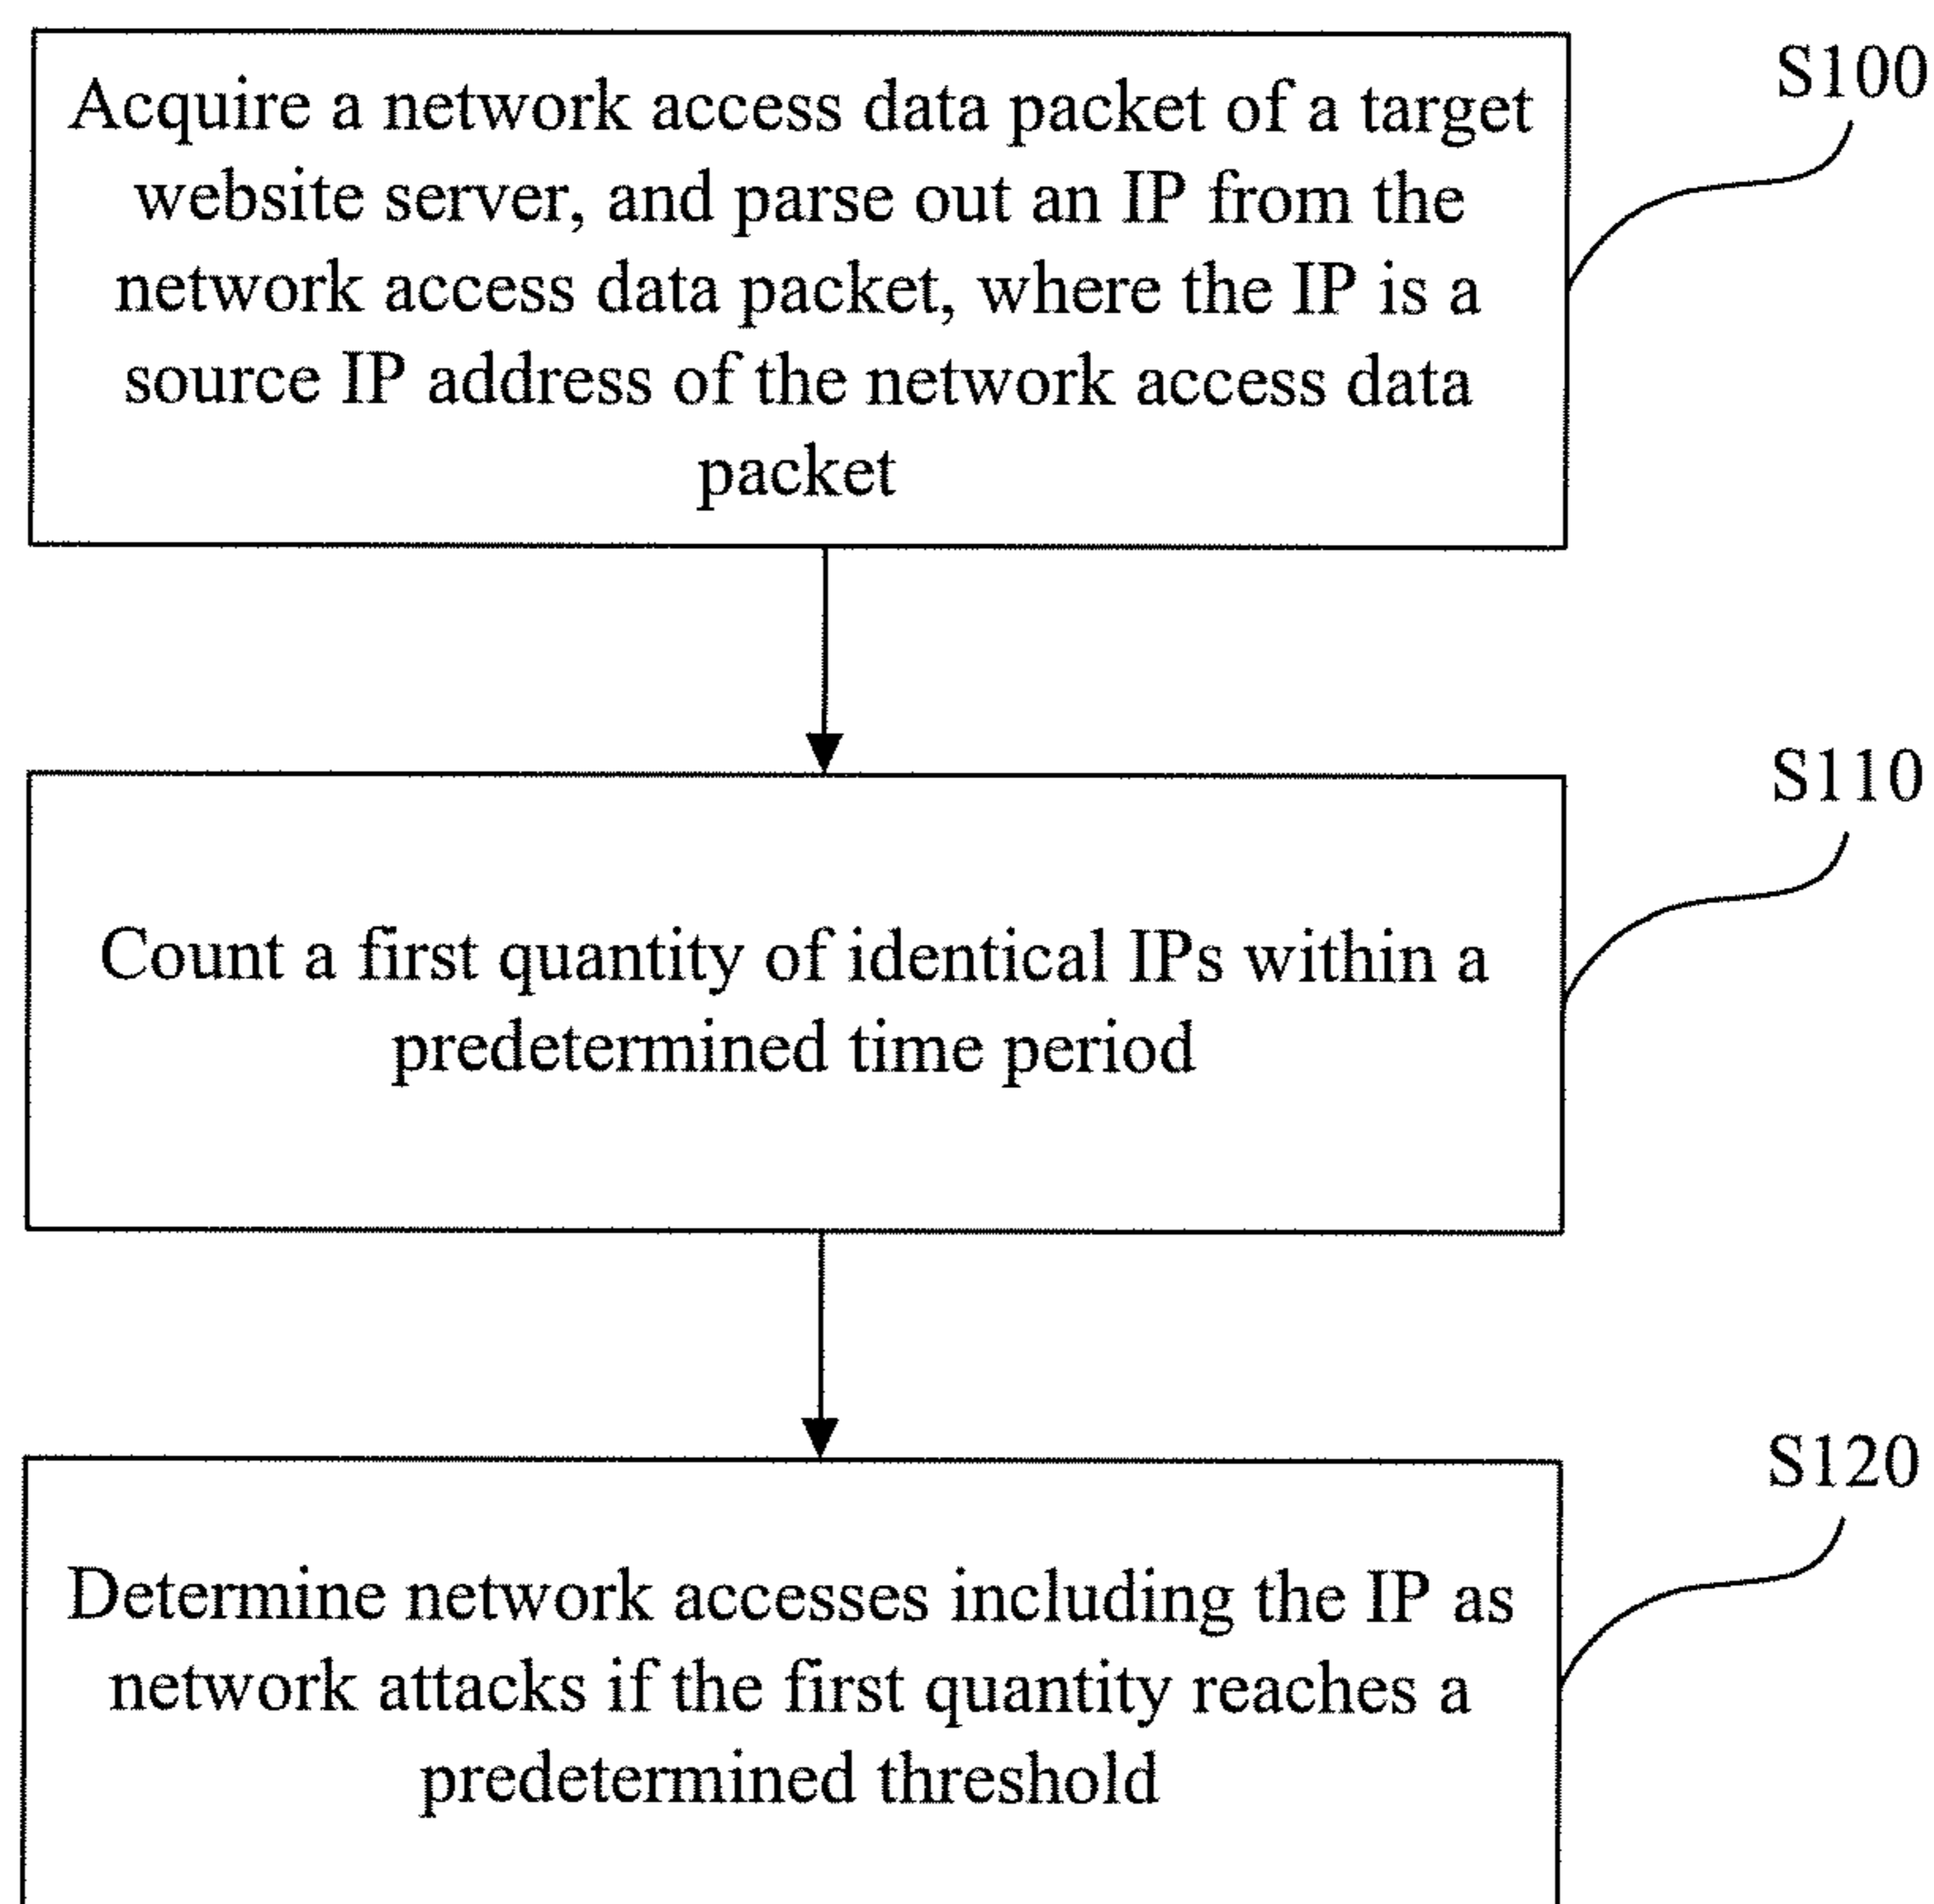 S100
Acquire a network access data packet of a target
website server, and parse out an IP from the
network access data packet, where the IP is a
source IP address of the network access data
packet
S110
Count a first quantity of identical IPs within a
predetermined time period
S120
Determine network accesses including the IP as
network attacks if the first quantity reaches a
predetermined threshold